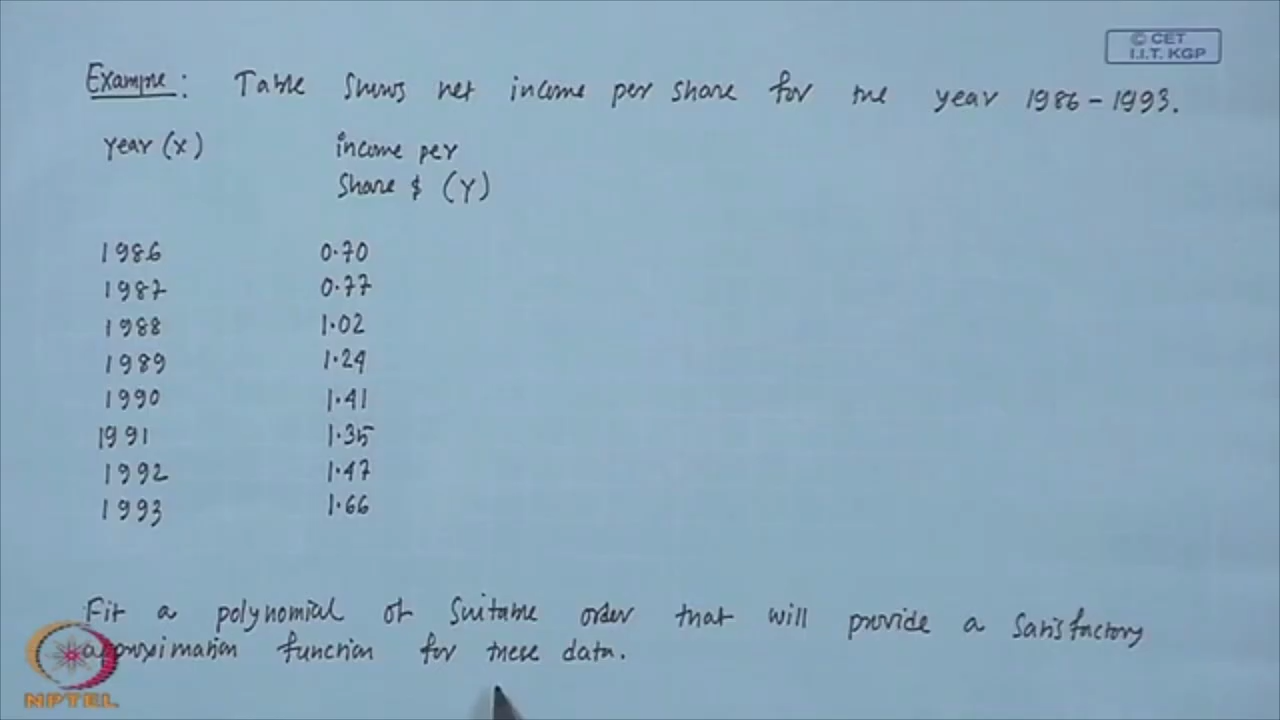 © CET
I.I.T. KGP
Example: Table shows net income per share for the year 1986 - 1993.
year (x) income per
share $ (Y)
1986 0.70
1987 0.77
1988 1.02
1989 1.24
1990 1.41
1991 1.35
1992 1.47
1993 1.66
Fit a polynomial of suitable order that will provide a satisfactory
approximation function for these data.
NPTEL